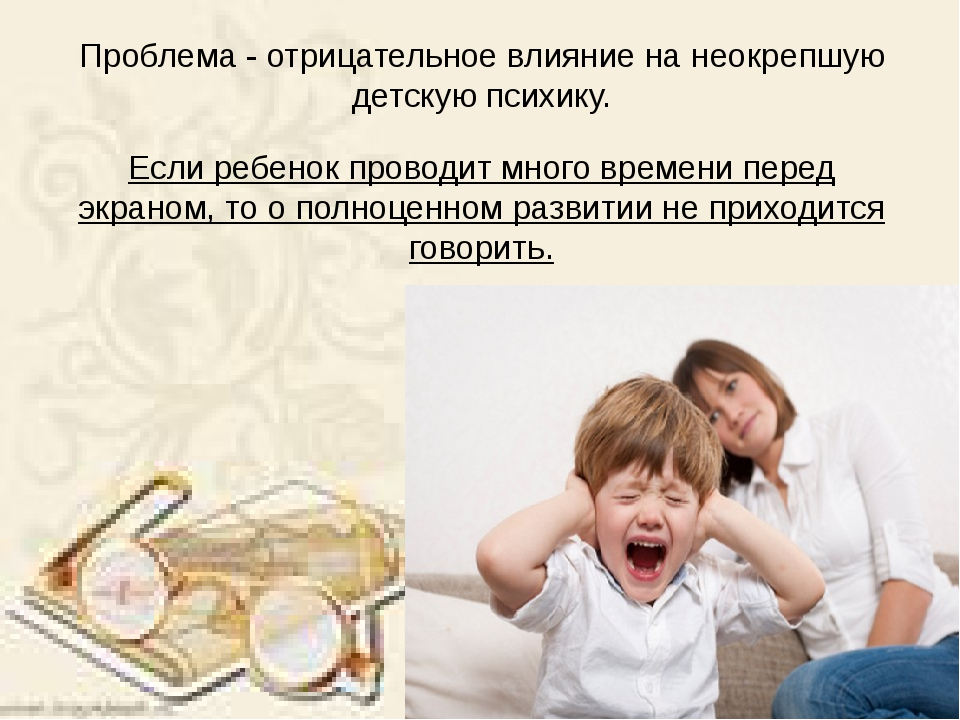 Проблема - отрицательное влияние на неокрепшую
детскую психику.
Если ребенок проводит много времени перед
экраном, то о полноценном развитии не приходится
говорить.